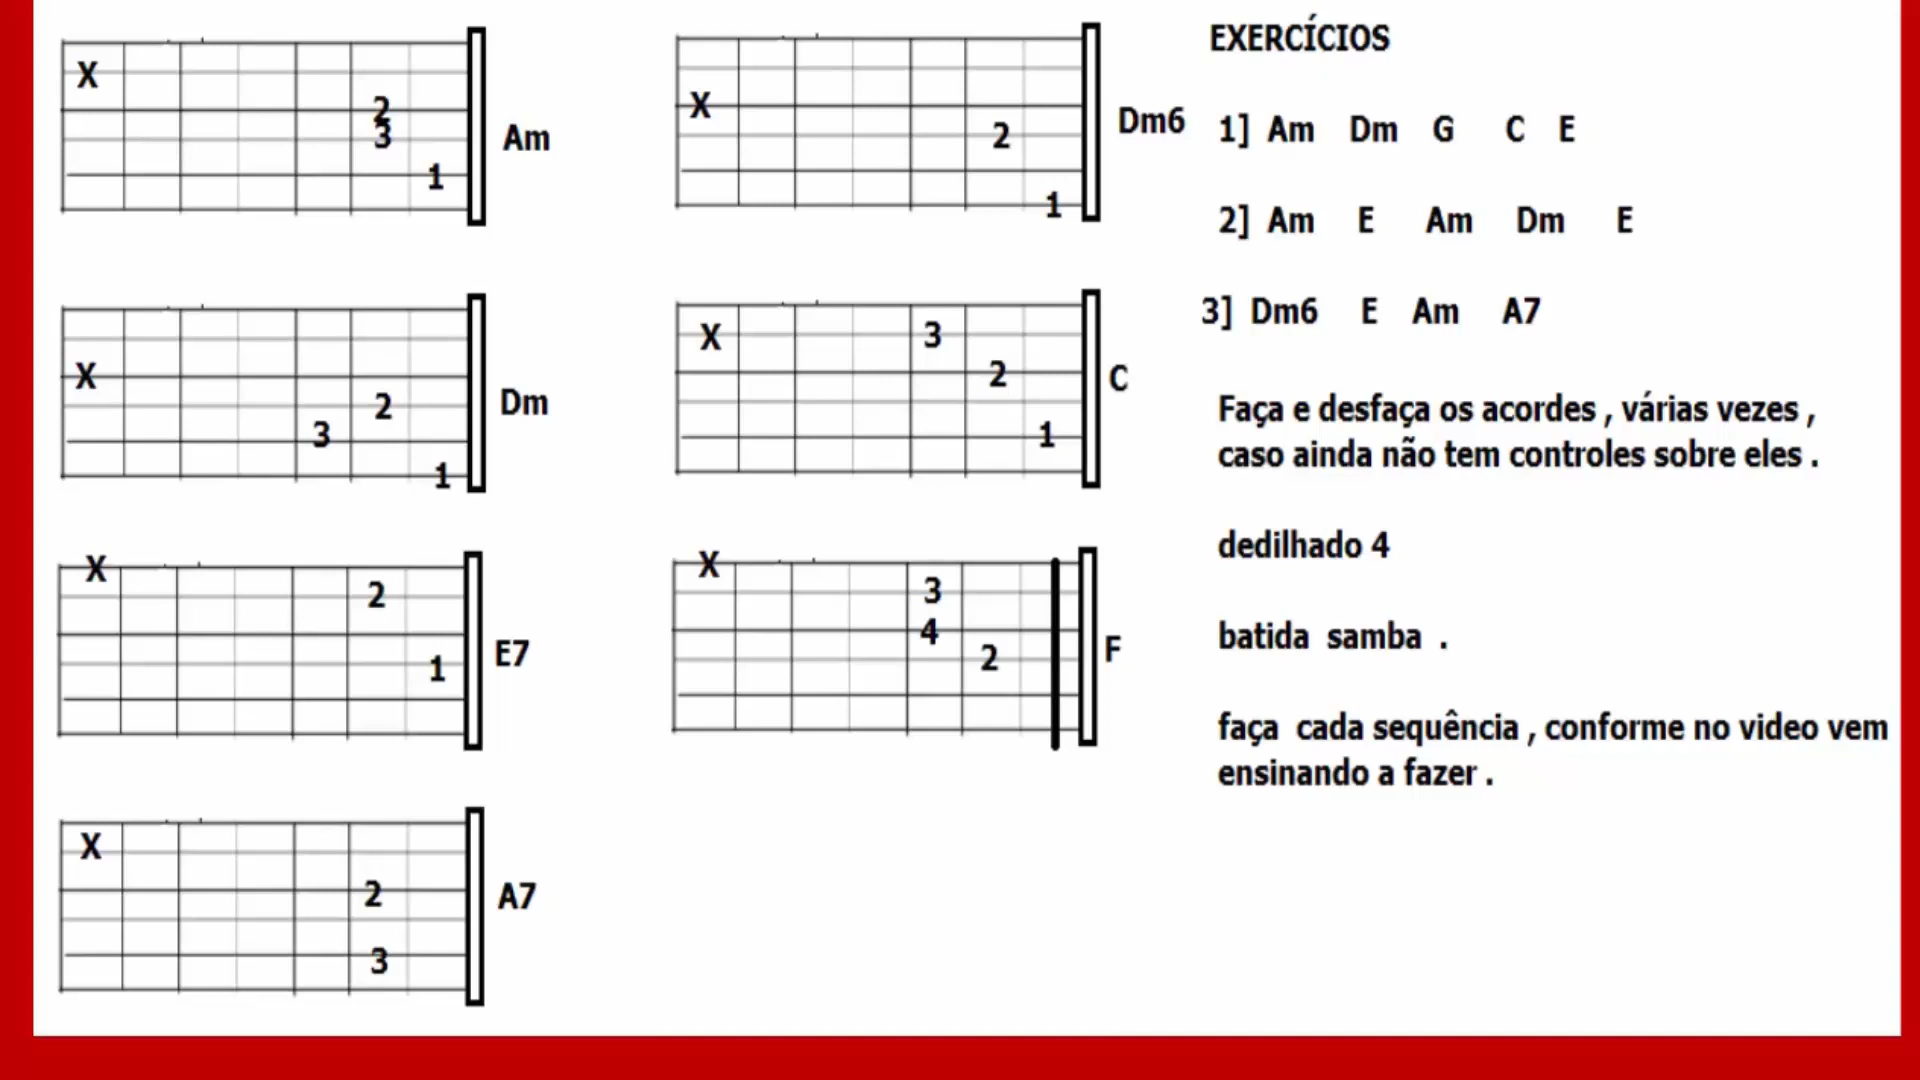 X
2
3
1
Am
X
3
2
1
Dm
X
2
1
E7
X
2
3
A7
X
2
1
Dm6
X
3
2
1
C
X
3
4
2
F
EXERCÍCIOS
1] Am Dm G C E
2] Am E Am Dm E
3] Dm6 E Am A7
Faça e desfaça os acordes , várias vezes ,
caso ainda não tem controles sobre eles .
dedilhado 4
batida samba .
faça cada sequência , conforme no video vem
ensinando a fazer .